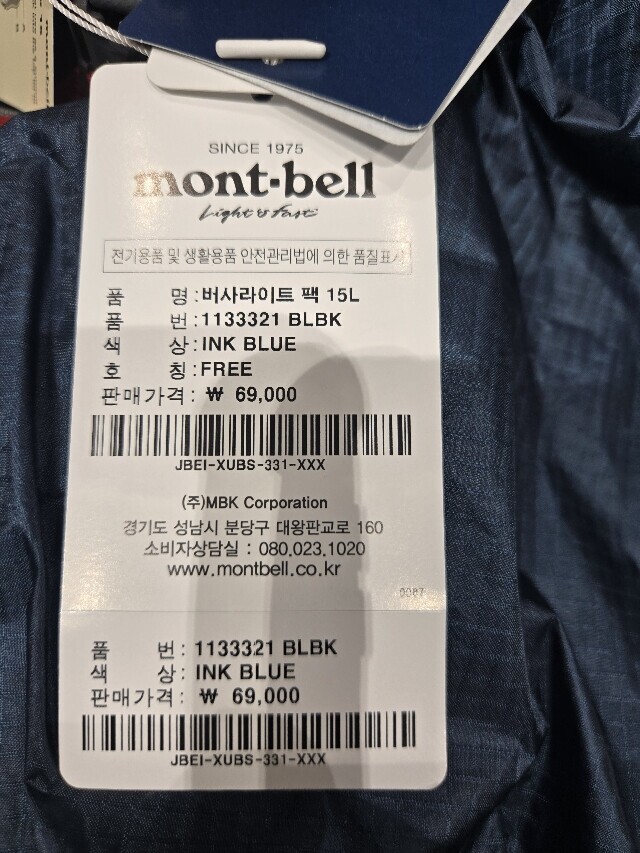 SINCE 1975
mont-bell
Light & Fast
전기용품 및 생활용품 안전관리법에 의한 품질표시
품 명 : 버사라이트 팩 15L
품 번 : 1133321 BLBK
색 상 : INK BLUE
호 칭 : FREE
판매가격 : ₩ 69,000
JBEI-XUBS-331-XXX
(주)MBK Corporation
경기도 성남시 분당구 대왕판교로 160
소비자상담실 : 080.023.1020
www.montbell.co.kr
0087
품 번 : 1133321 BLBK
색 상 : INK BLUE
판매가격 : ₩ 69,000
JBEI-XUBS-331-XXX